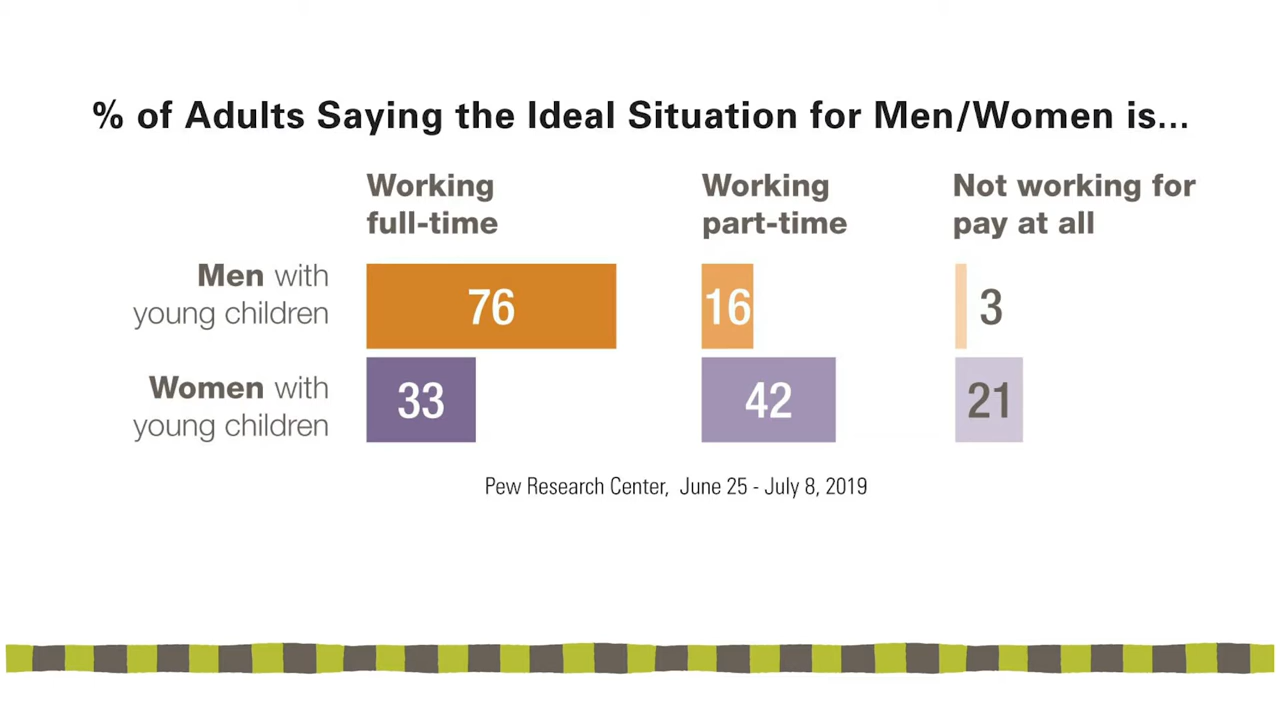 % of Adults Saying the Ideal Situation for Men/Women is...
Working
full-time
Working
part-time
Not working for
pay at all
Men with
young children
76
16
3
Women with
young children
33
42
21
Pew Research Center, June 25 - July 8, 2019